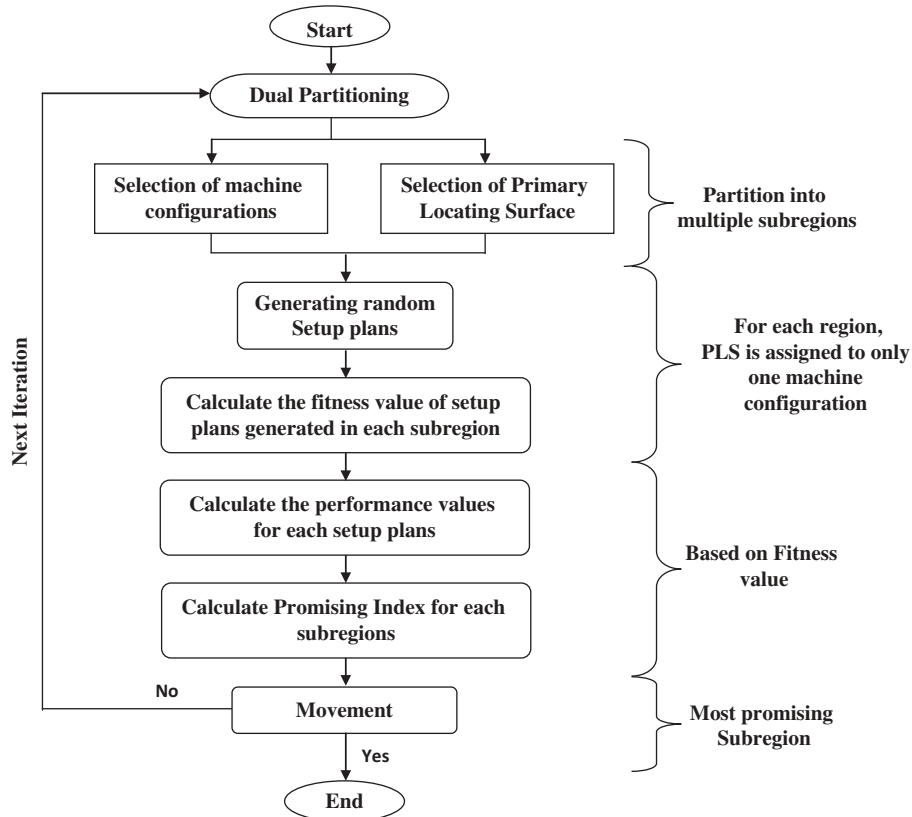 Start
Dual Partitioning
Selection of machine
configurations
Selection of Primary
Locating Surface
Partition into
multiple subregions
Generating random
Setup plans
For each region,
PLS is assigned to only
one machine
configuration
Calculate the fitness value of setup
plans generated in each subregion
Next Iteration
Calculate the performance values
for each setup plans
Based on Fitness
value
Calculate Promising Index for each
subregions
No
Movement
Most promising
Subregion
Yes
End